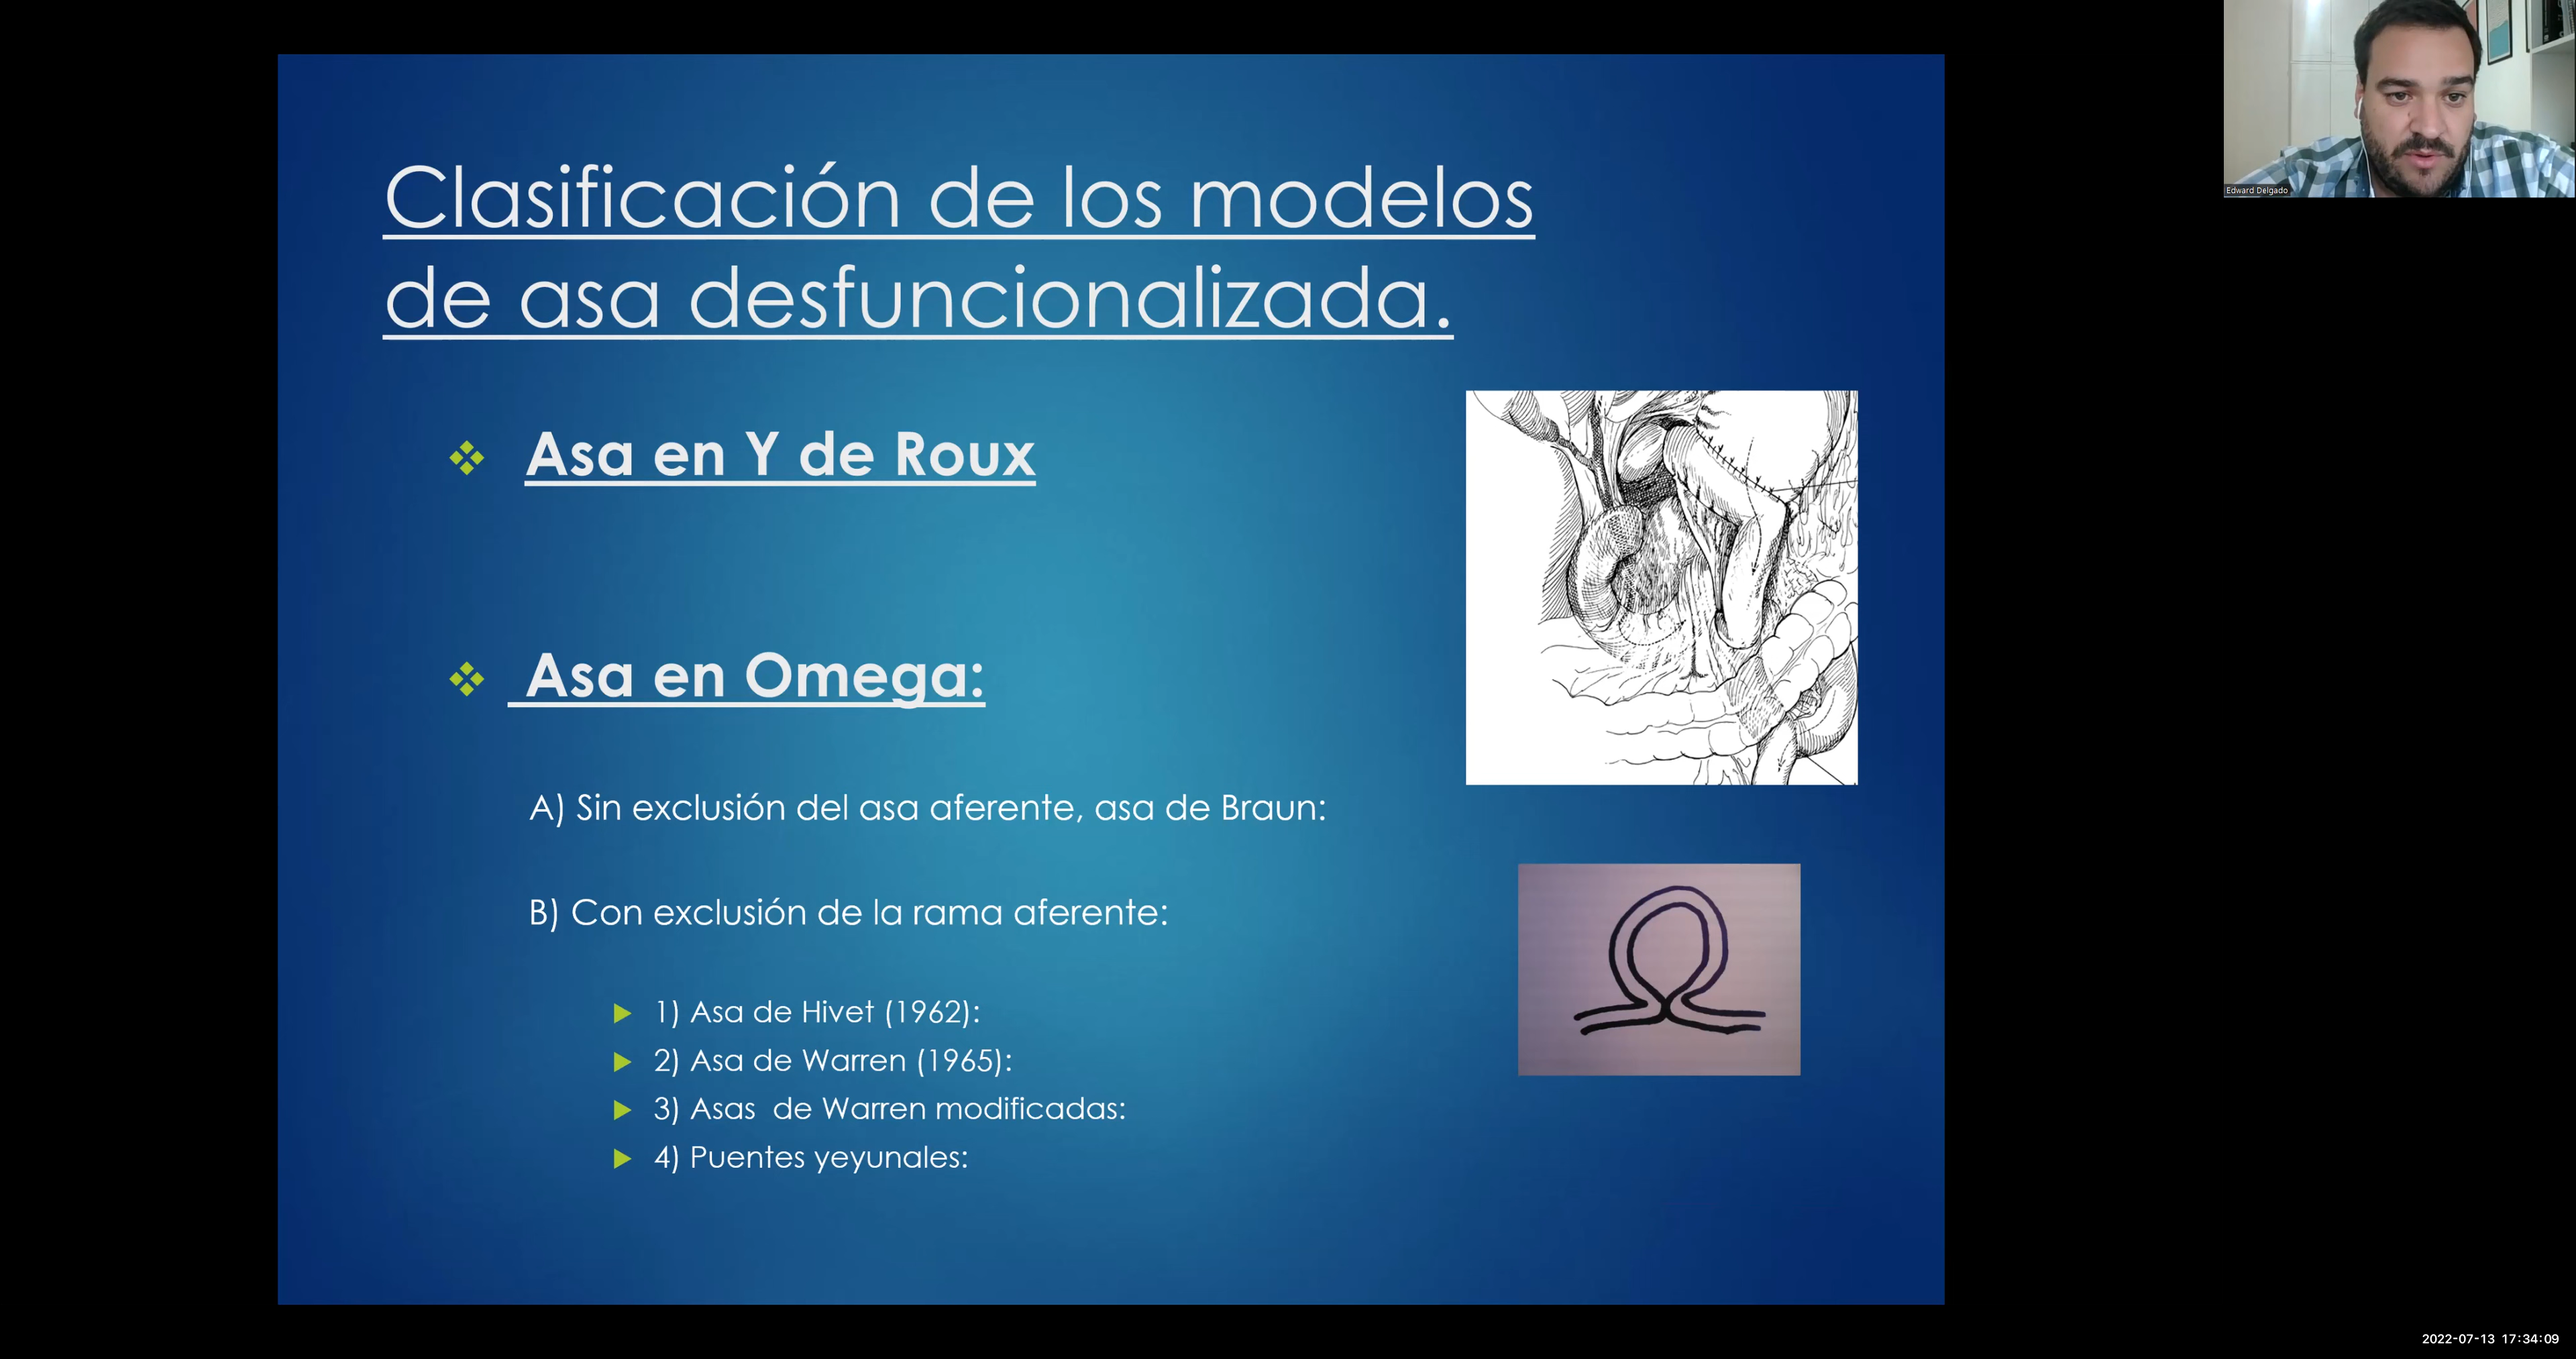 Clasificación de los modelos
de asa desfuncionalizada.
Asa en Y de Roux
Asa en Omega:
A) Sin exclusión del asa aferente, asa de Braun:
B) Con exclusión de la rama aferente:
1) Asa de Hivet (1962):
2) Asa de Warren (1965):
3) Asas  de Warren modificadas:
4) Puentes yeyunales:
Edward Delgado
2022-07-13 17:34:09